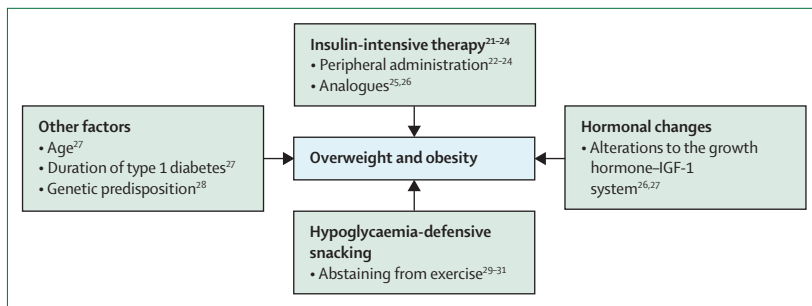 Insulin-intensive therapy21–24
• Peripheral administration22–24
• Analogues25,26
Other factors
• Age27
• Duration of type 1 diabetes27
• Genetic predisposition28
Overweight and obesity
Hormonal changes
• Alterations to the growth
hormone–IGF-1
system26,27
Hypoglycaemia-defensive
snacking
• Abstaining from exercise29–31